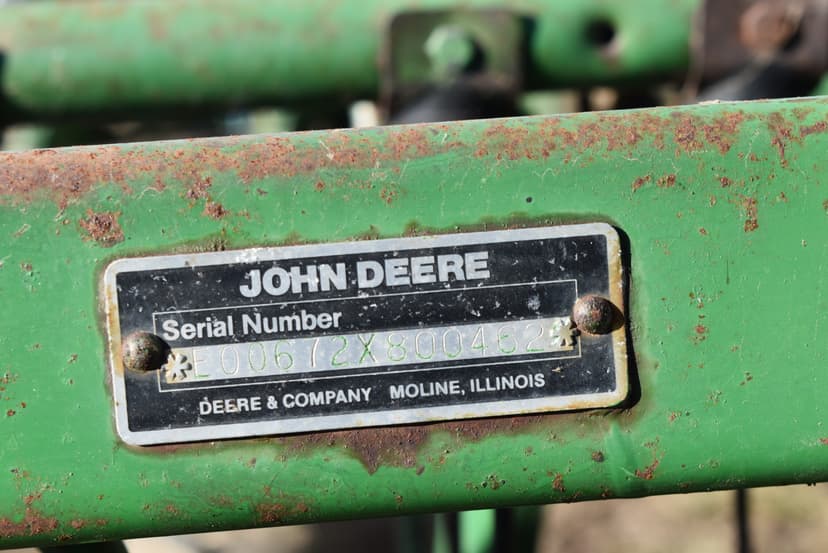 JOHN DEERE
Serial Number
*E00672X800462*
DEERE & COMPANY MOLINE, ILLINOIS